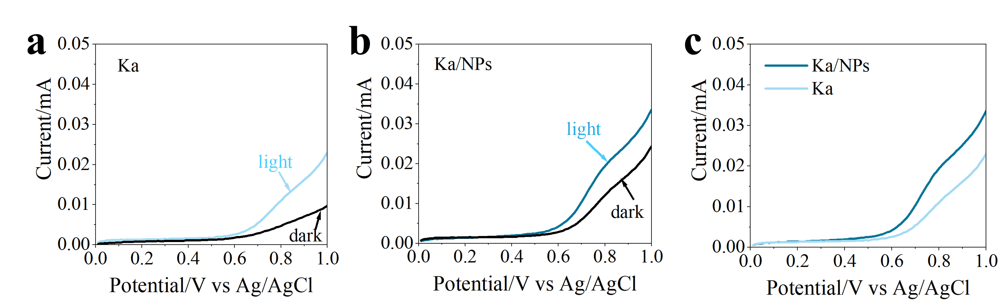 a
Ka
light
dark
0.05
0.04
0.03
0.02
0.01
0.00
0.0 0.2 0.4 0.6 0.8 1.0
Current/mA
Potential/V vs Ag/AgCl
b
Ka/NPs
light
dark
0.05
0.04
0.03
0.02
0.01
0.00
0.0 0.2 0.4 0.6 0.8 1.0
Current/mA
Potential/V vs Ag/AgCl
c
Ka/NPs
Ka
0.05
0.04
0.03
0.02
0.01
0.00
0.0 0.2 0.4 0.6 0.8 1.0
Current/mA
Potential/V vs Ag/AgCl